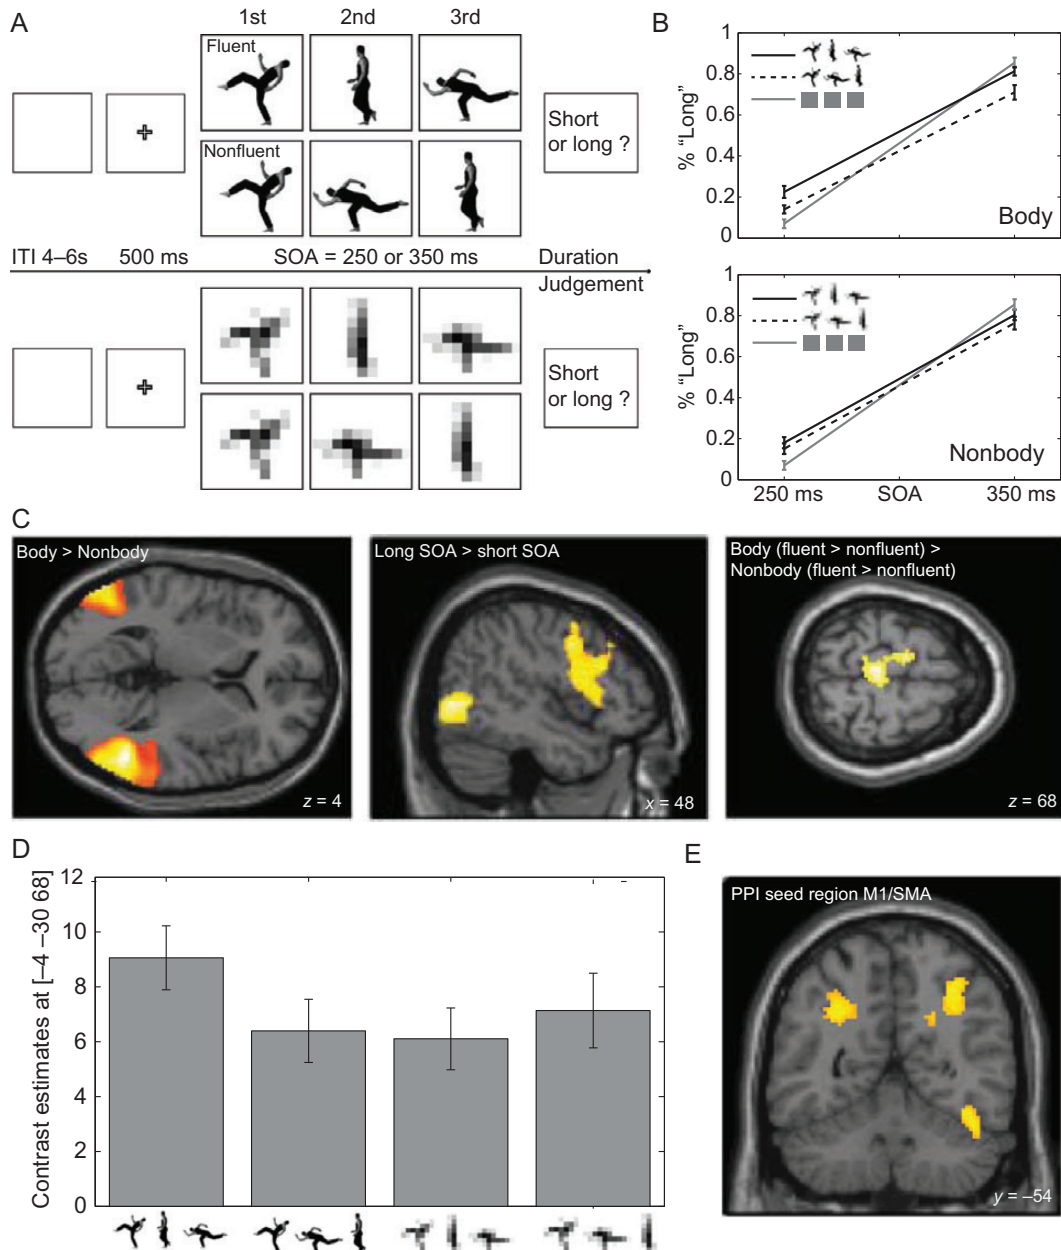 A
1st 2nd 3rd
Fluent
Short
or long ?
Nonfluent
ITI 4–6s 500 ms SOA = 250 or 350 ms Duration
Judgement
Short
or long ?
B
% “Long”
1
0.8
0.6
0.4
0.2
0
Body
% “Long”
1
0.8
0.6
0.4
0.2
0
Nonbody
250 ms SOA 350 ms
C
Body > Nonbody
z = 4
Long SOA > short SOA
x = 48
Body (fluent > nonfluent) >
Nonbody (fluent > nonfluent)
z = 68
D
Contrast estimates at [–4 –30 68]
12
10
8
6
4
2
0
E
PPI seed region M1/SMA
y = –54